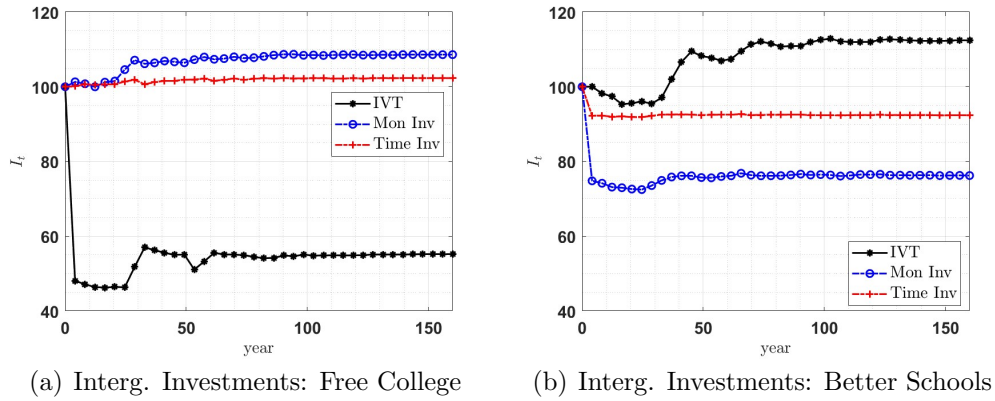 120
100
80
60
40
I_t
IVT
Mon Inv
Time Inv
0
50
100
150
year
(a) Interg. Investments: Free College
120
100
80
60
40
I_t
IVT
Mon Inv
Time Inv
0
50
100
150
year
(b) Interg. Investments: Better Schools